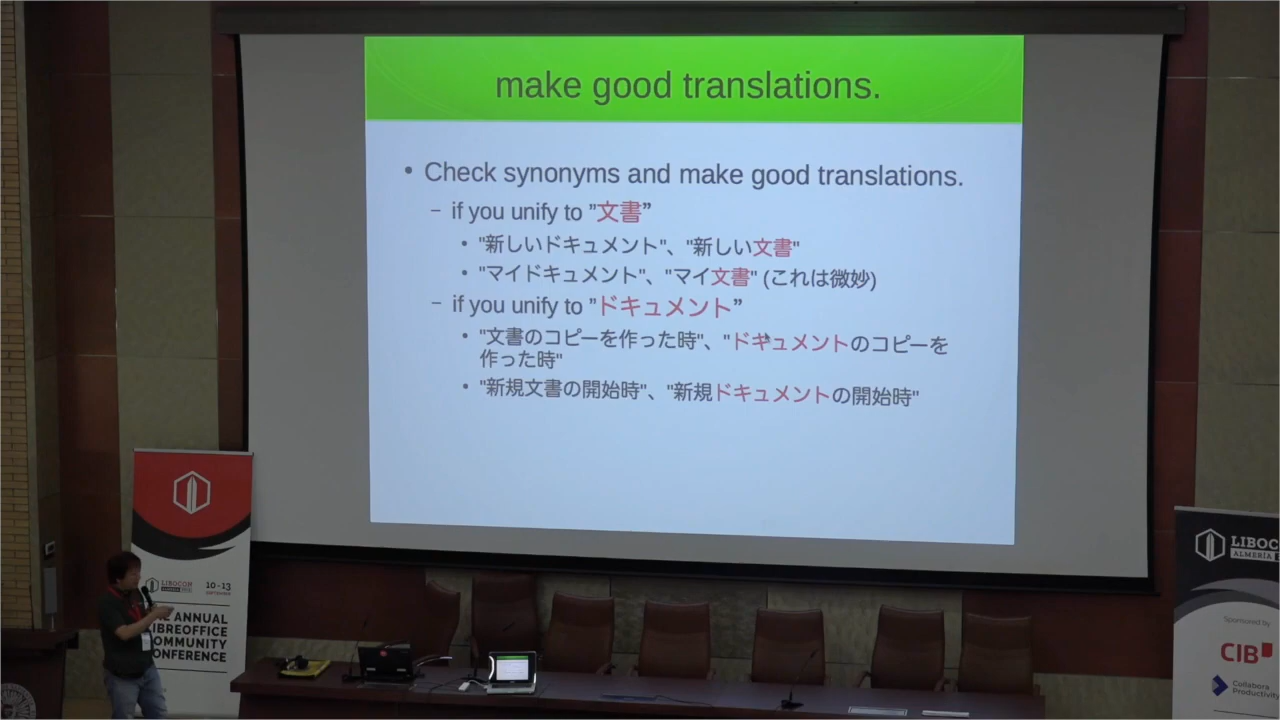 make good translations.
• Check synonyms and make good translations.
– if you unify to ”文書”
• "新しいドキュメント"、"新しい文書"
• "マイドキュメント"、"マイ文書" (これは微妙)
– if you unify to ”ドキュメント”
• "文書のコピーを作った時"、"ドキュメントのコピーを
作った時"
• "新規文書の開始時"、"新規ドキュメントの開始時"
LIBOCON
ALMERÍA
10-13
SEPTEMBER
THE ANNUAL
LIBREOFFICE
COMMUNITY
CONFERENCE
LIBOCO
ALMERÍA
Sponsored by
CIB
Collabora
Productivity